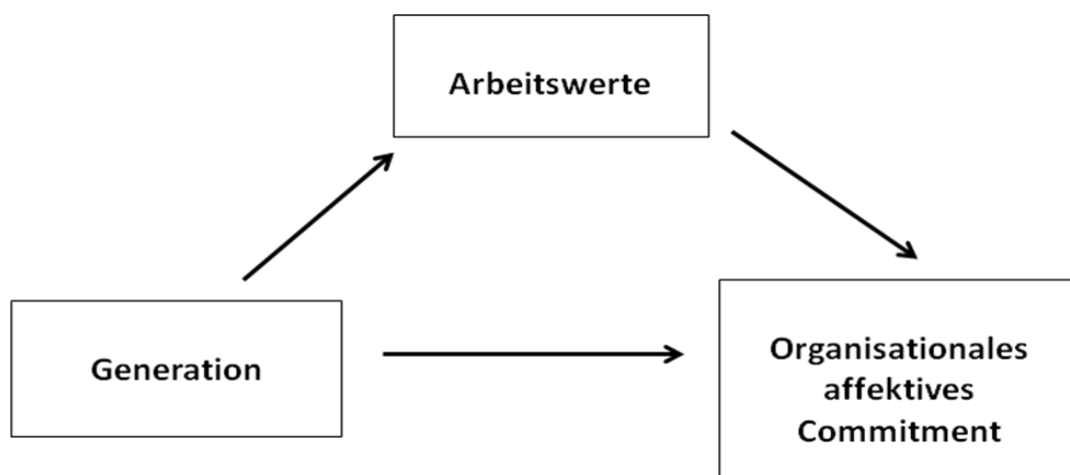 Arbeitswerte
Generation
Organisationales
affektives
Commitment